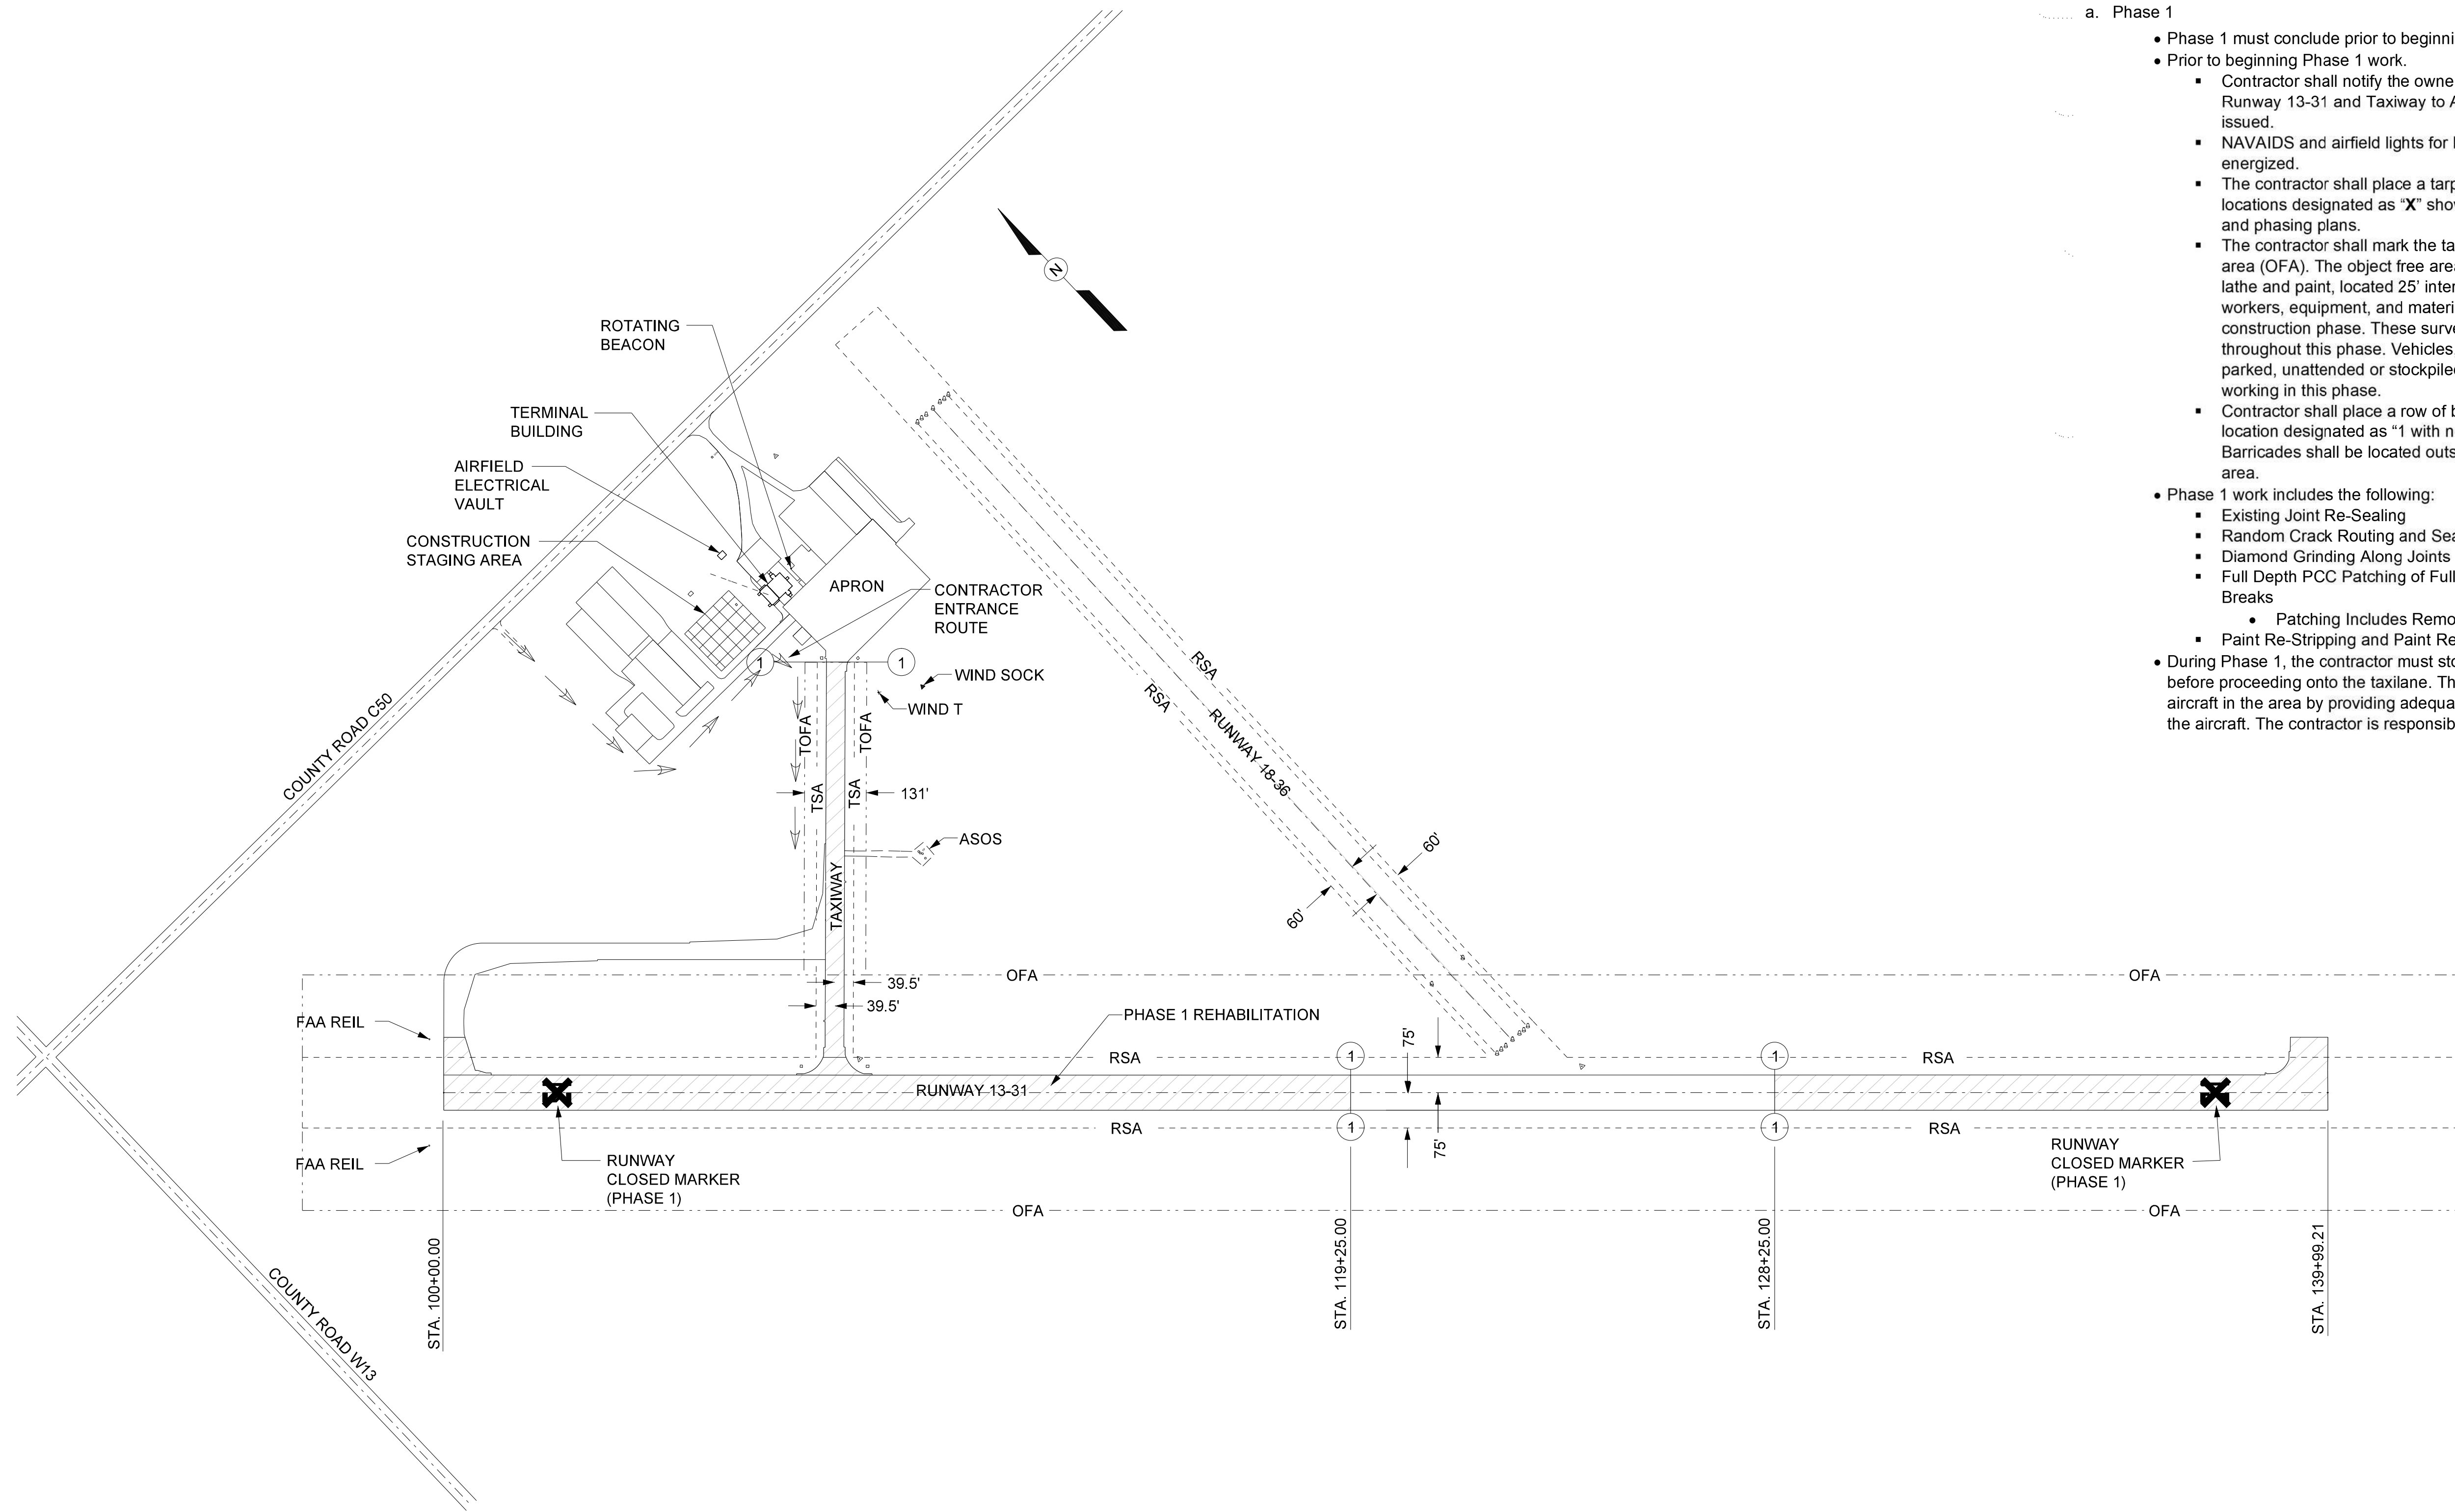 a. Phase 1
• Phase 1 must conclude prior to beginni
• Prior to beginning Phase 1 work.
▪ Contractor shall notify the owne
Runway 13-31 and Taxiway to A
issued.
▪ NAVAIDS and airfield lights for
energized.
▪ The contractor shall place a tarp
locations designated as “X” sho
and phasing plans.
▪ The contractor shall mark the ta
area (OFA). The object free area
lathe and paint, located 25’ inter
workers, equipment, and materi
construction phase. These surve
throughout this phase. Vehicles
parked, unattended or stockpile
working in this phase.
▪ Contractor shall place a row of b
location designated as “1 with n
Barricades shall be located outs
area.
• Phase 1 work includes the following:
▪ Existing Joint Re-Sealing
▪ Random Crack Routing and Sea
▪ Diamond Grinding Along Joints
▪ Full Depth PCC Patching of Full
Breaks
• Patching Includes Remo
▪ Paint Re-Stripping and Paint Re
• During Phase 1, the contractor must sto
before proceeding onto the taxilane. Th
aircraft in the area by providing adequa
the aircraft. The contractor is responsib
N
ROTATING
BEACON
TERMINAL
BUILDING
AIRFIELD
ELECTRICAL
VAULT
CONSTRUCTION
STAGING AREA
APRON
CONTRACTOR
ENTRANCE
ROUTE
1
1
WIND SOCK
WIND T
COUNTY ROAD C50
TOFA
TOFA
TSA
TSA
131'
ASOS
TAXIWAY
RSA
RSA
RUNWAY 18-36
60'
60'
39.5'
39.5'
OFA
OFA
FAA REIL
PHASE 1 REHABILITATION
RSA
1
75'
1
RSA
RUNWAY 13-31
RSA
1
75'
1
RSA
FAA REIL
RUNWAY
CLOSED MARKER
(PHASE 1)
RUNWAY
CLOSED MARKER
(PHASE 1)
OFA
OFA
STA. 100+00.00
STA. 119+25.00
STA. 128+25.00
STA. 139+99.21
COUNTY ROAD W13